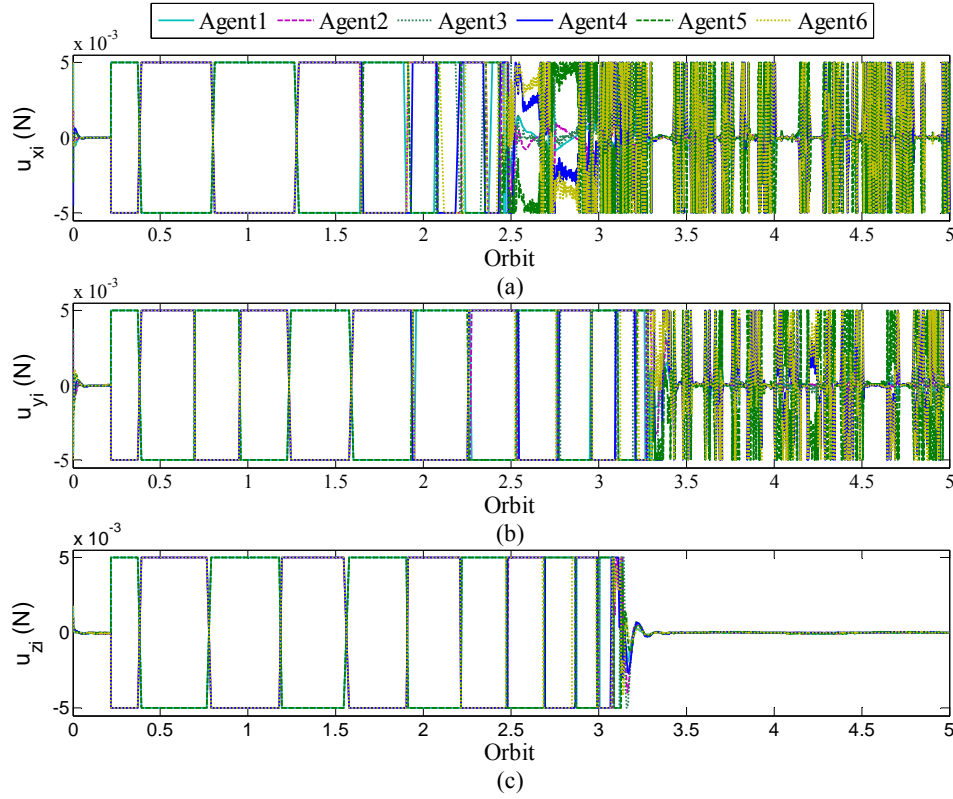 Agent1 Agent2 Agent3 Agent4 Agent5 Agent6
x 10-3
5
0
-5
u xi (N)
0 0.5 1 1.5 2 2.5 3 3.5 4 4.5 5
Orbit
(a)
x 10-3
5
0
-5
u yi (N)
0 0.5 1 1.5 2 2.5 3 3.5 4 4.5 5
Orbit
(b)
x 10-3
5
0
-5
u zi (N)
0 0.5 1 1.5 2 2.5 3 3.5 4 4.5 5
Orbit
(c)